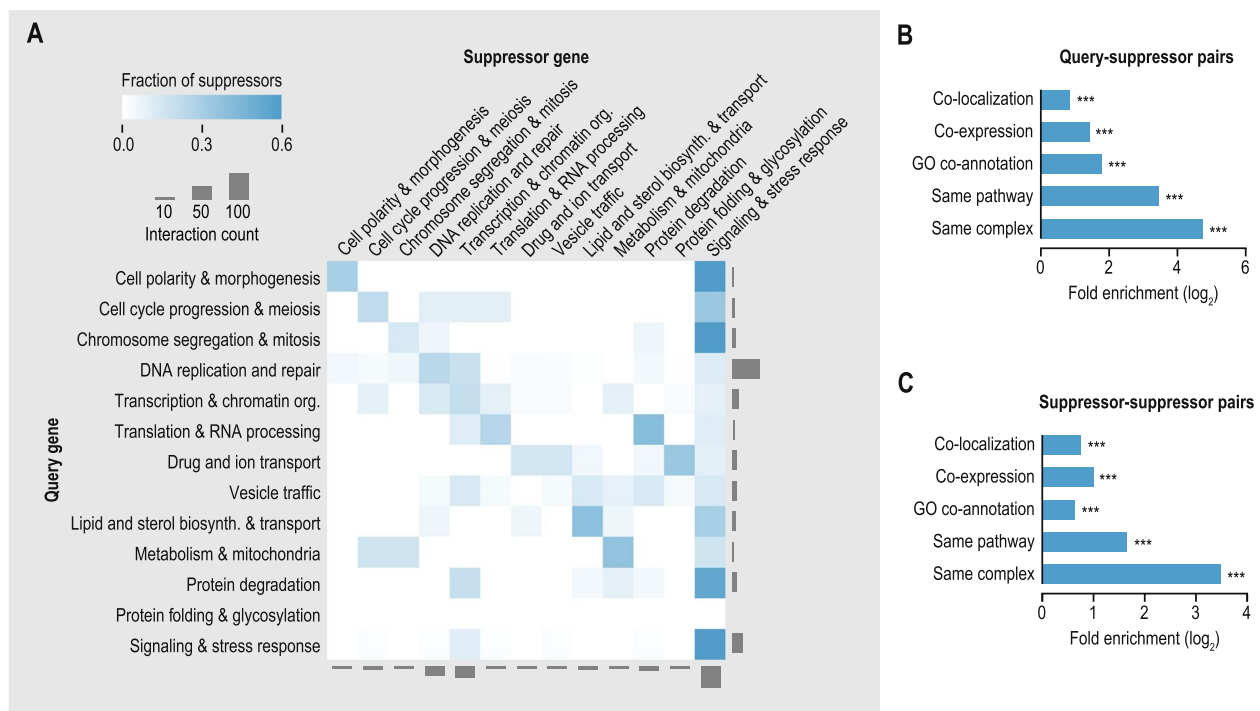 A
Suppressor gene
Fraction of suppressors
0.0 0.3 0.6
10 50 100
Interaction count
Cell polarity & morphogenesis
Cell cycle progression & meiosis
Chromosome segregation & mitosis
DNA replication and repair
Transcription & chromatin org.
Translation & RNA processing
Drug and ion transport
Vesicle traffic
Lipid and sterol biosynth. & transport
Metabolism & mitochondria
Protein degradation
Protein folding & glycosylation
Signaling & stress response
Query gene
Cell polarity & morphogenesis
Cell cycle progression & meiosis
Chromosome segregation & mitosis
DNA replication and repair
Transcription & chromatin org.
Translation & RNA processing
Drug and ion transport
Vesicle traffic
Lipid and sterol biosynth. & transport
Metabolism & mitochondria
Protein degradation
Protein folding & glycosylation
Signaling & stress response
B
Query-suppressor pairs
Co-localization ***
Co-expression ***
GO co-annotation ***
Same pathway ***
Same complex ***
0 2 4 6
Fold enrichment (log2)
C
Suppressor-suppressor pairs
Co-localization ***
Co-expression ***
GO co-annotation ***
Same pathway ***
Same complex ***
0 1 2 3 4
Fold enrichment (log2)